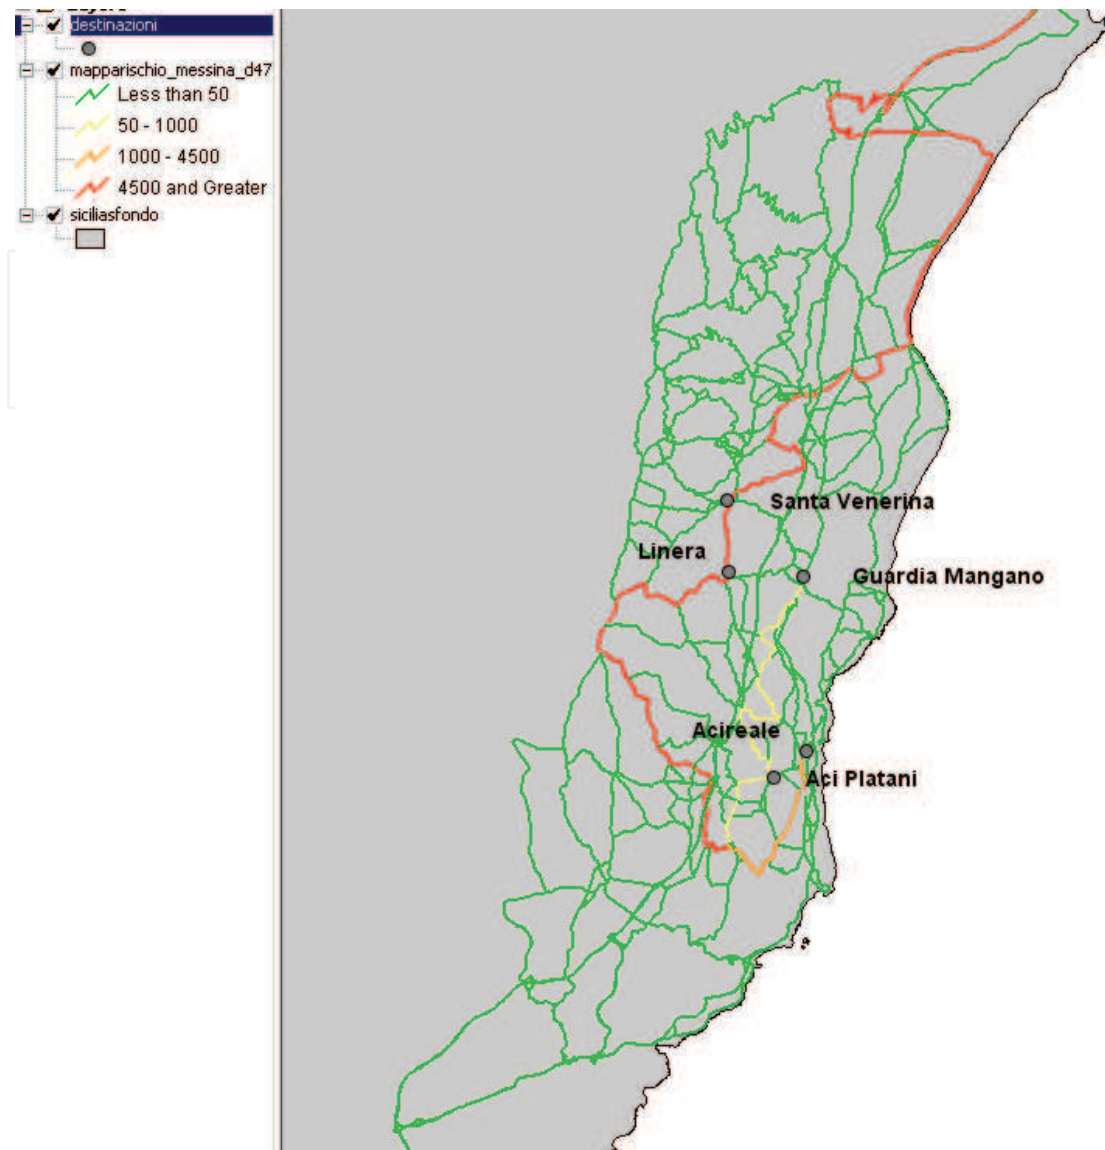 Layers
destinazioni
mapparischio_messina_d47
Less than 50
50 - 1000
1000 - 4500
4500 and Greater
siciliasfondo
Santa Venerina
Linera
Guardia Mangano
Acireale
Aci Platani